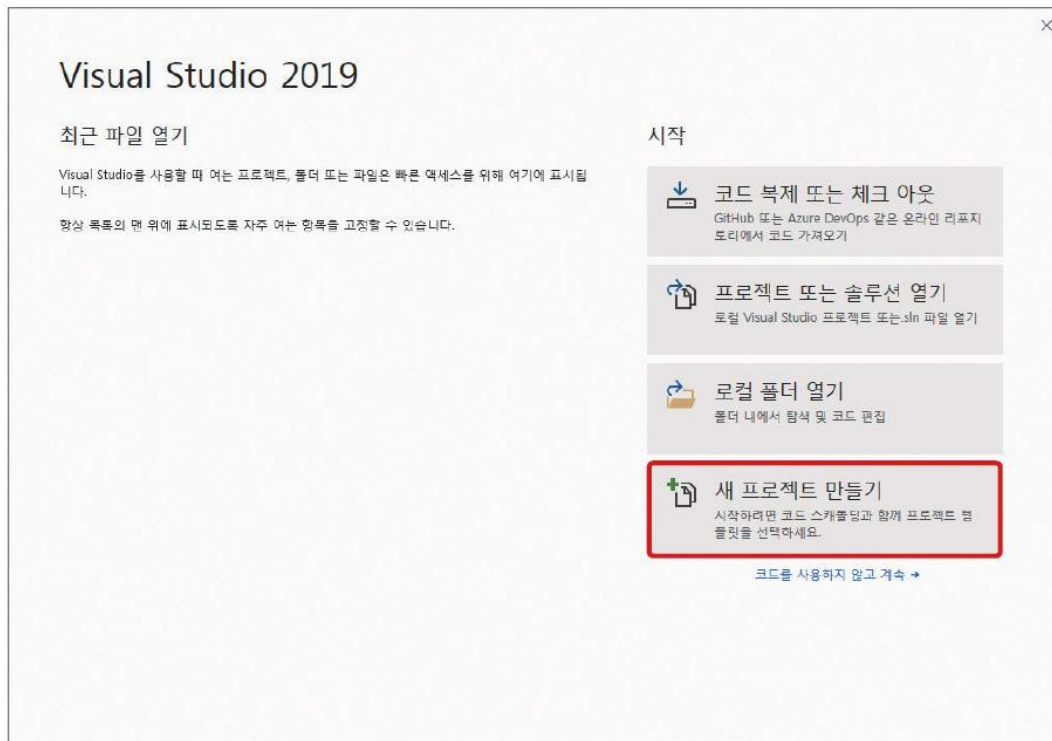 Visual Studio 2019
최근 파일 열기
Visual Studio를 사용할 때 여는 프로젝트, 폴더 또는 파일은 빠른 액세스를 위해 여기에 표시됩
니다.
항상 목록의 맨 위에 표시되도록 자주 여는 항목을 고정할 수 있습니다.
시작
코드 복제 또는 체크 아웃
GitHub 또는 Azure DevOps 같은 온라인 리포지
토리에서 코드 가져오기
프로젝트 또는 솔루션 열기
로컬 Visual Studio 프로젝트 또는.sln 파일 열기
로컬 폴더 열기
폴더 내에서 탐색 및 코드 편집
새 프로젝트 만들기
시작하려면 코드 스캐폴딩과 함께 프로젝트 템
플릿을 선택하세요.
코드를 사용하지 않고 계속 →